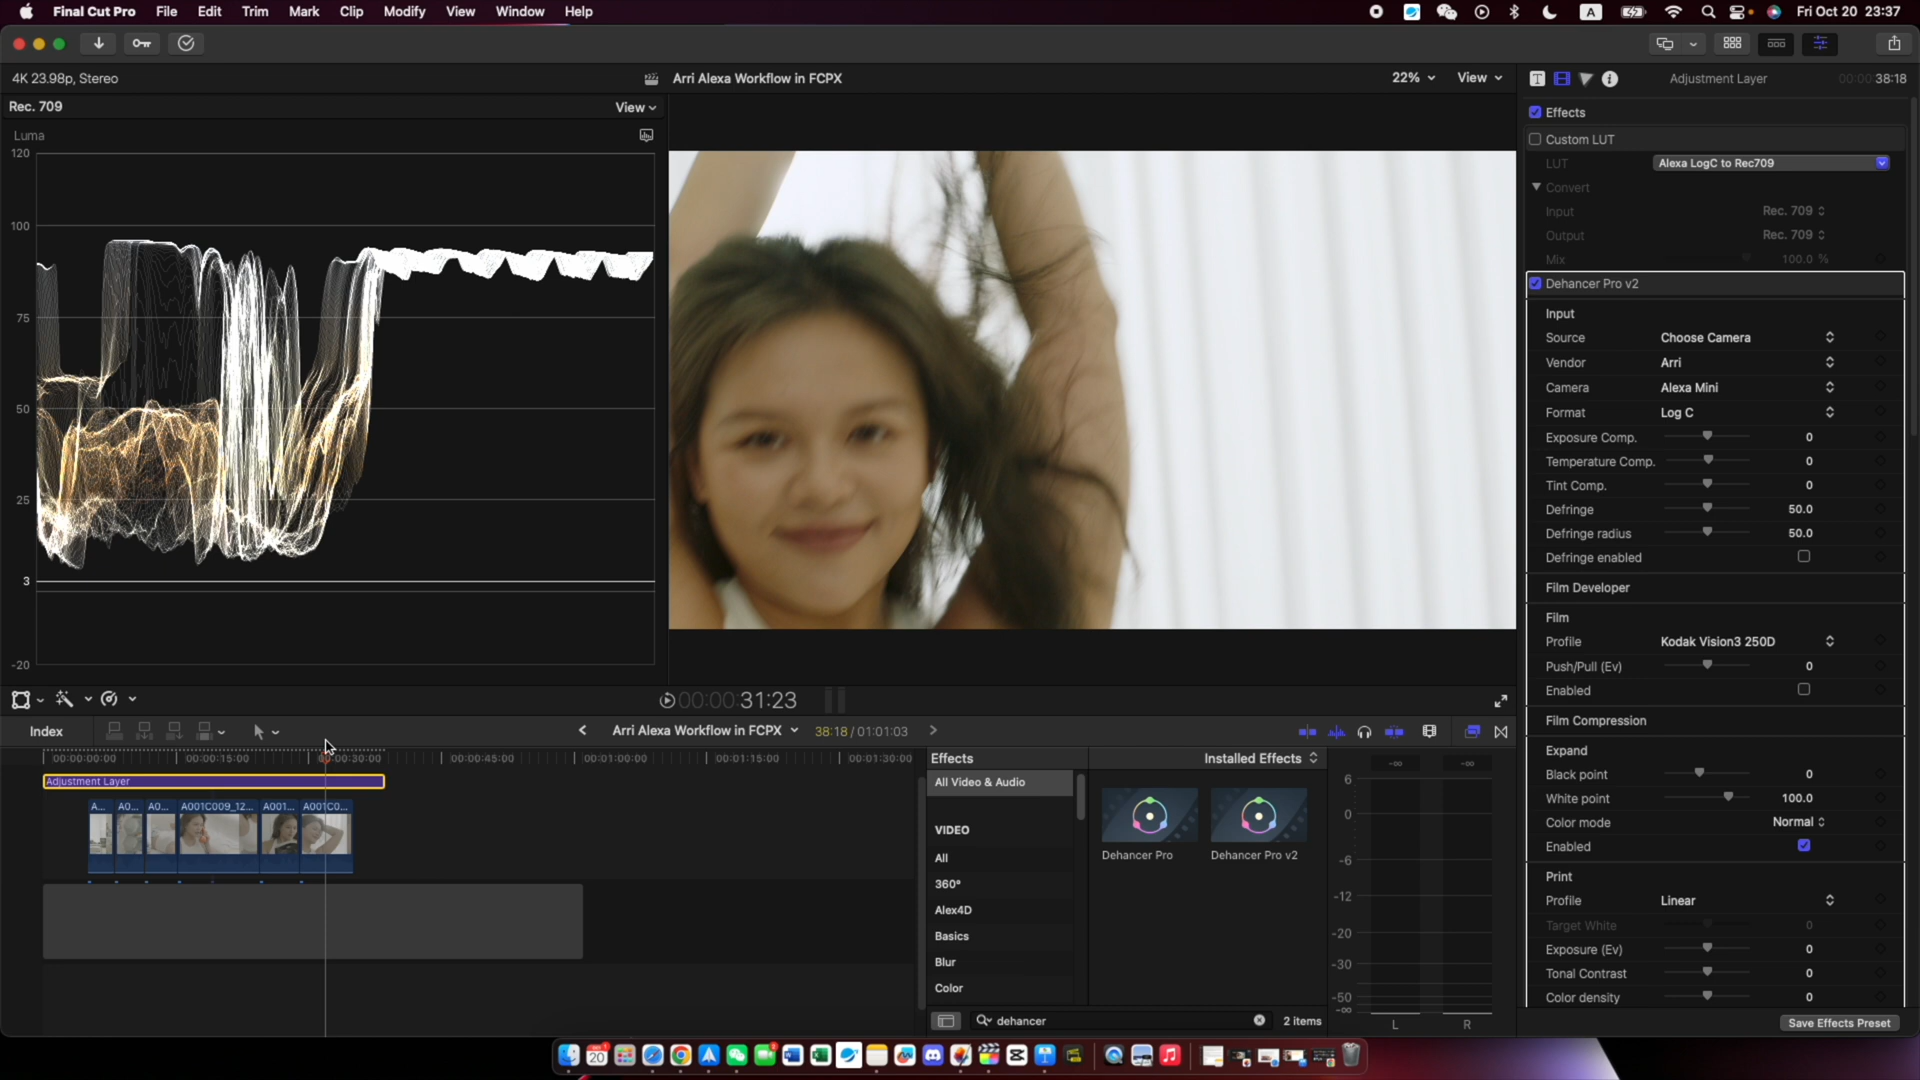 Final Cut Pro File Edit Trim Mark Clip Modify View Window Help
A Fri Oct 20 23:37
4K 23.98p, Stereo
Arri Alexa Workflow in FCPX
22% View
T
Adjustment Layer
00:00:38:18
Rec. 709
View
Luma
120
100
75
50
25
3
-20
Effects
Custom LUT
LUT Alexa LogC to Rec709
Convert
Input Rec. 709
Output Rec. 709
Mix 100.0 %
Dehancer Pro v2
Input
Source Choose Camera
Vendor Arri
Camera Alexa Mini
Format Log C
Exposure Comp. 0
Temperature Comp. 0
Tint Comp. 0
Defringe 50.0
Defringe radius 50.0
Defringe enabled
Film Developer
Film
Profile Kodak Vision3 250D
Push/Pull (Ev) 0
Enabled
Film Compression
Expand
Black point 0
White point 100.0
Color mode Normal
Enabled
Print
Profile Linear
Target White 0
Exposure (Ev) 0
Tonal Contrast 0
Color density 0
Save Effects Preset
00:00:31:23
Index
Arri Alexa Workflow in FCPX
38:18 / 01:01:03
00:00:00:00
00:00:15:00
00:00:30:00
00:00:45:00
00:01:00:00
00:01:15:00
00:01:30:00
Adjustment Layer
A...
A0...
A0...
A001C009_12...
A001...
A001C0...
Effects
Installed Effects
All Video & Audio
VIDEO
All
360°
Alex4D
Basics
Blur
Color
Dehancer Pro
Dehancer Pro v2
dehancer
2 items
-∞
-∞
6
0
-6
-12
-20
-30
-50
-∞
L
R
20